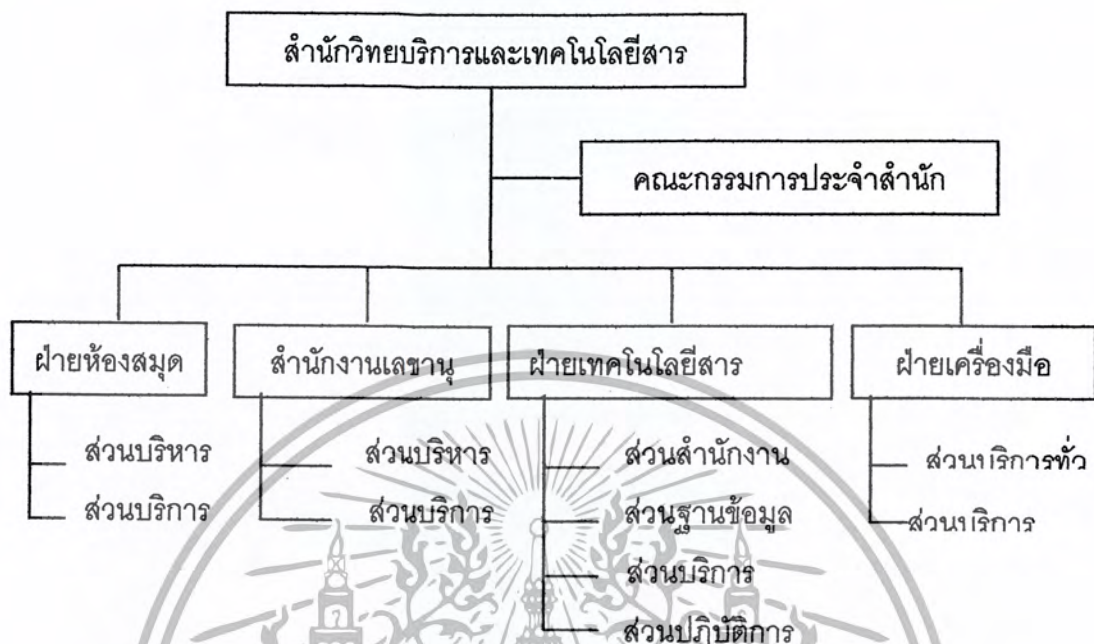 สำนักวิทยบริการและเทคโนโลยีสาร
คณะกรรมการประจำสำนัก
ฝ่ายห้องสมุด
สำนักงานเลขานุ
ฝ่ายเทคโนโลยีสาร
ฝ่ายเครื่องมือ
ส่วนบริหาร
ส่วนบริการ
ส่วนบริหาร
ส่วนบริการ
ส่วนสำนักงาน
ส่วนฐานข้อมูล
ส่วนบริการ
ส่วนปฏิบัติการ
ส่วนบริการทั่ว
ส่วนบริการ